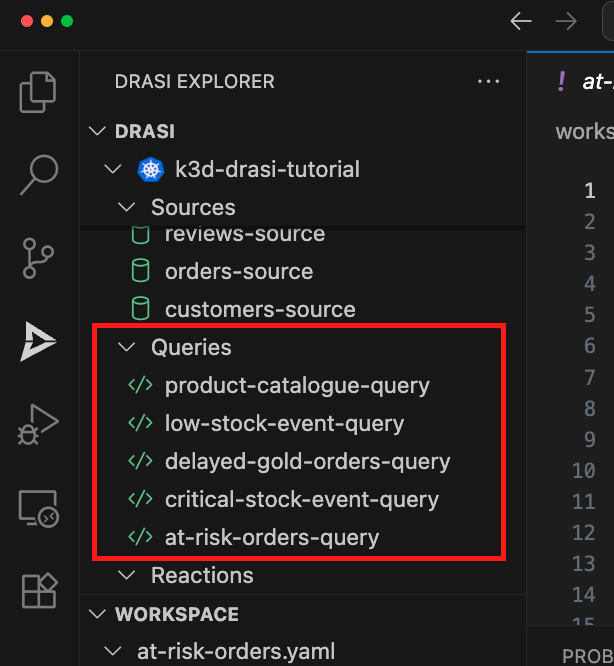 DRASI EXPLORER
DRASI
k3d-drasi-tutorial
Sources
reviews-source
orders-source
customers-source
Queries
product-catalogue-query
low-stock-event-query
delayed-gold-orders-query
critical-stock-event-query
at-risk-orders-query
Reactions
WORKSPACE
at-risk-orders.yaml
! at-
works
1
2
3
4
5
6
7
8
9
10
11
12
13
14
15
PROB